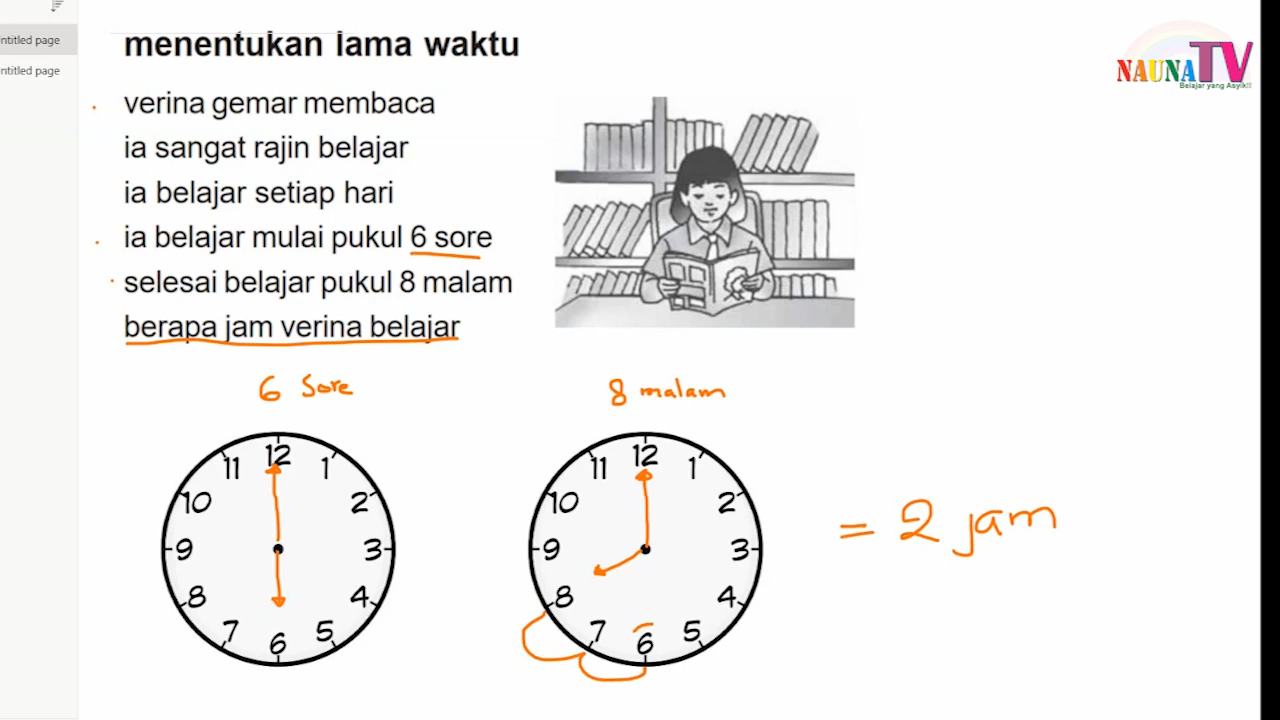 ntitled page
ntitled page
menentukan lama waktu
NAUNA TV
Belajar yang Asyik!!
verina gemar membaca
ia sangat rajin belajar
ia belajar setiap hari
ia belajar mulai pukul 6 sore
selesai belajar pukul 8 malam
berapa jam verina belajar
6 Sore
8 malam
12
11 1
10 2
9 3
8 4
7 5
6
12
11 1
10 2
9 3
8 4
7 5
6
= 2 jam